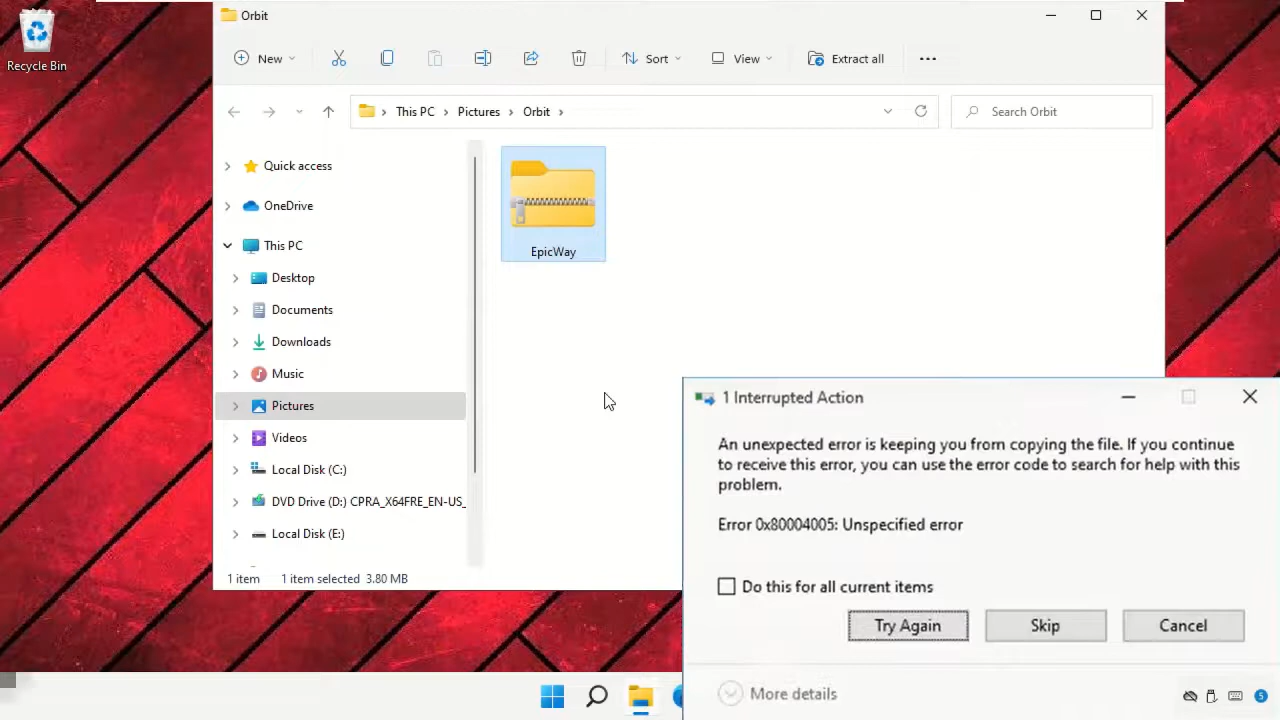 Recycle Bin
Orbit
New
Sort
View
Extract all
This PC
Pictures
Orbit
Search Orbit
Quick access
OneDrive
This PC
Desktop
Documents
Downloads
Music
Pictures
Videos
Local Disk (C:)
DVD Drive (D:) CPRA_X64FRE_EN-US_
Local Disk (E:)
EpicWay
1 item 1 item selected 3.80 MB
1 Interrupted Action
An unexpected error is keeping you from copying the file. If you continue
to receive this error, you can use the error code to search for help with this
problem.
Error 0x80004005: Unspecified error
Do this for all current items
Try Again
Skip
Cancel
More details
5